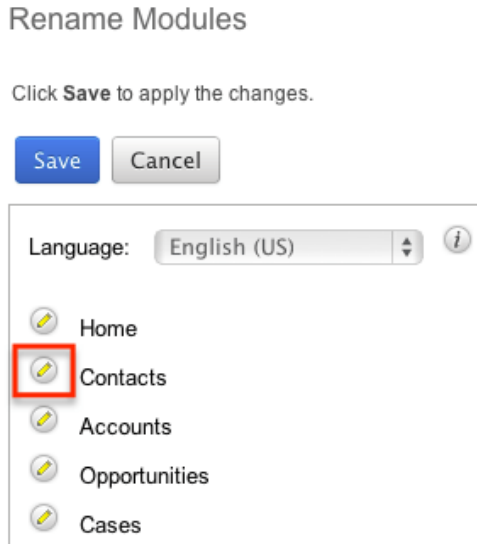 Rename Modules
Click Save to apply the changes.
Save Cancel
Language: English (US) i
Home
Contacts
Accounts
Opportunities
Cases